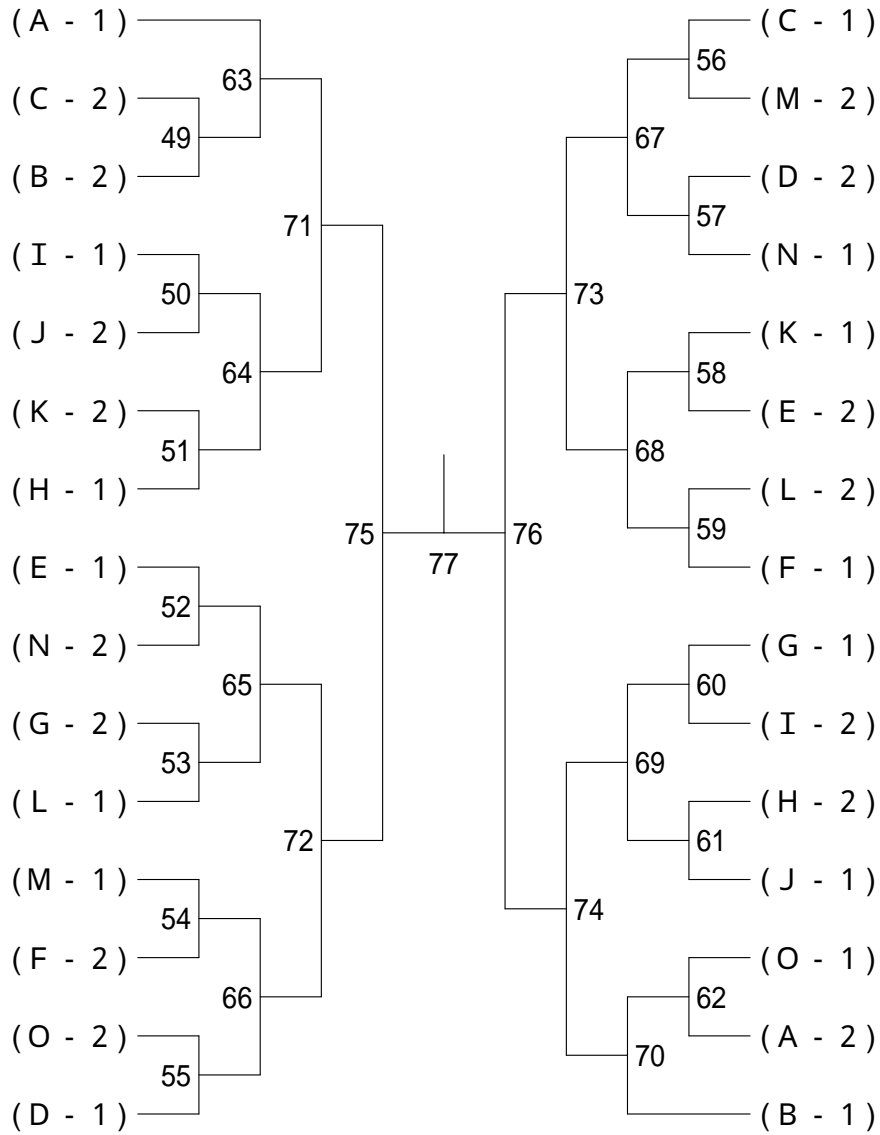 (A - 1)
(C - 1)
63
56
(C - 2)
(M - 2)
49
67
(B - 2)
(D - 2)
71
57
(I - 1)
(N - 1)
50
73
(J - 2)
(K - 1)
64
58
(K - 2)
(E - 2)
51
68
(H - 1)
(L - 2)
75
77
76
59
(E - 1)
(F - 1)
52
(N - 2)
(G - 1)
65
60
(G - 2)
(I - 2)
53
69
(L - 1)
(H - 2)
72
61
(M - 1)
(J - 1)
54
74
(F - 2)
(O - 1)
66
62
(O - 2)
(A - 2)
55
70
(D - 1)
(B - 1)